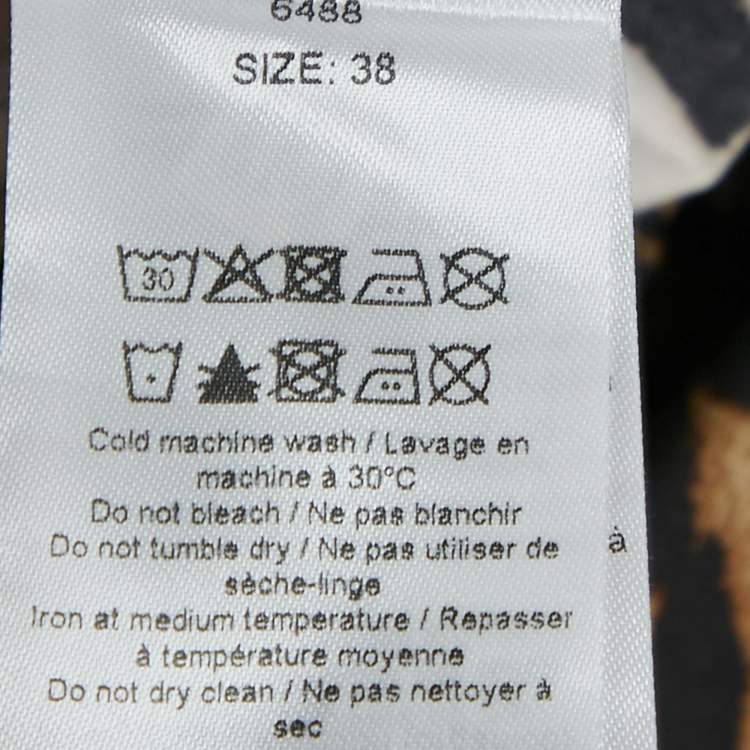 6488
SIZE: 38
30
Cold machine wash / Lavage en
machine à 30°C
Do not bleach / Ne pas blanchir
Do not tumble dry / Ne pas utiliser de
sèche-linge
Iron at medium temperature / Repasser
à température moyenne
Do not dry clean / Ne pas nettoyer à
sec
à